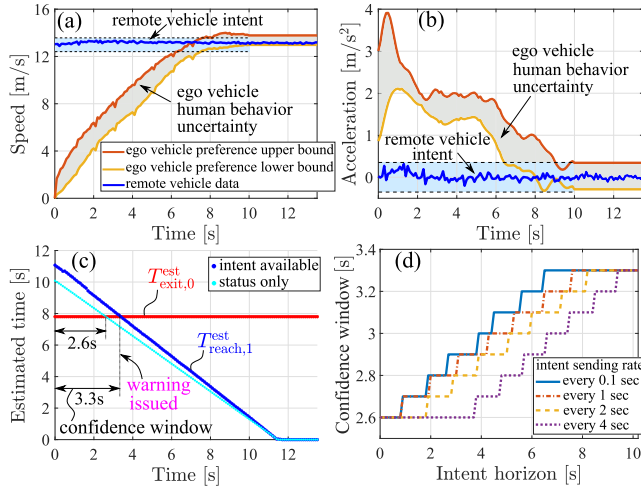 (a)
remote vehicle intent
ego vehicle
human behavior
uncertainty
ego vehicle preference upper bound
ego vehicle preference lower bound
remote vehicle data
Speed [m/s]
16
12
8
4
0
0 2 4 6 8 10 12
Time [s]
(b)
ego vehicle
human behavior
uncertainty
remote vehicle
intent
Acceleration [m/s²]
4
3
2
1
0
0 2 4 6 8 10 12
Time [s]
(c)
T^est_exit,0
intent available
status only
2.6s
T^est_reach,1
warning
issued
3.3s
confidence window
Estimated time [s]
12
10
8
6
4
2
0
0 2 4 6 8 10 12
Time [s]
(d)
intent sending rate
every 0.1 sec
every 1 sec
every 2 sec
every 4 sec
Confidence window [s]
3.4
3.2
3
2.8
2.6
2.4
0 2 4 6 8 10
Intent horizon [s]